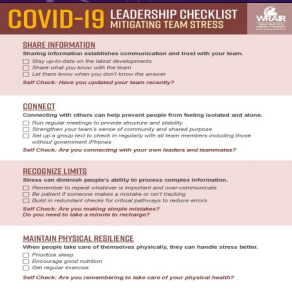 COVID-19 LEADERSHIP CHECKLIST
MITIGATING TEAM STRESS
WRAIR
SHARE INFORMATION
Sharing information establishes communication and trust with your team.
Stay up-to-date on the latest developments
Share what you know with the team
Let them know when you don't know the answer
Self Check: Have you updated your team recently?
CONNECT
Connecting with others can help prevent people from feeling isolated and alone.
Run regular meetings to provide structure and stability
Strengthen your team's sense of community and shared purpose
Set up a group text to check in regularly with all team members including those
without government iPhones
Self Check: Are you connecting with your own leaders and teammates?
RECOGNIZE LIMITS
Stress can diminish people's ability to process complex information.
Remember to repeat whatever is important and over-communicate
Be patient if someone makes a mistake or isn't tracking
Build in redundant checks for critical pathways to reduce errors
Self Check: Are you making simple mistakes?
Do you need to take a minute to recharge?
MAINTAIN PHYSICAL RESILIENCE
When people take care of themselves physically, they can handle stress better.
Prioritize sleep
Encourage good nutrition
Get regular exercise
Self Check: Are you remembering to take care of your physical health?